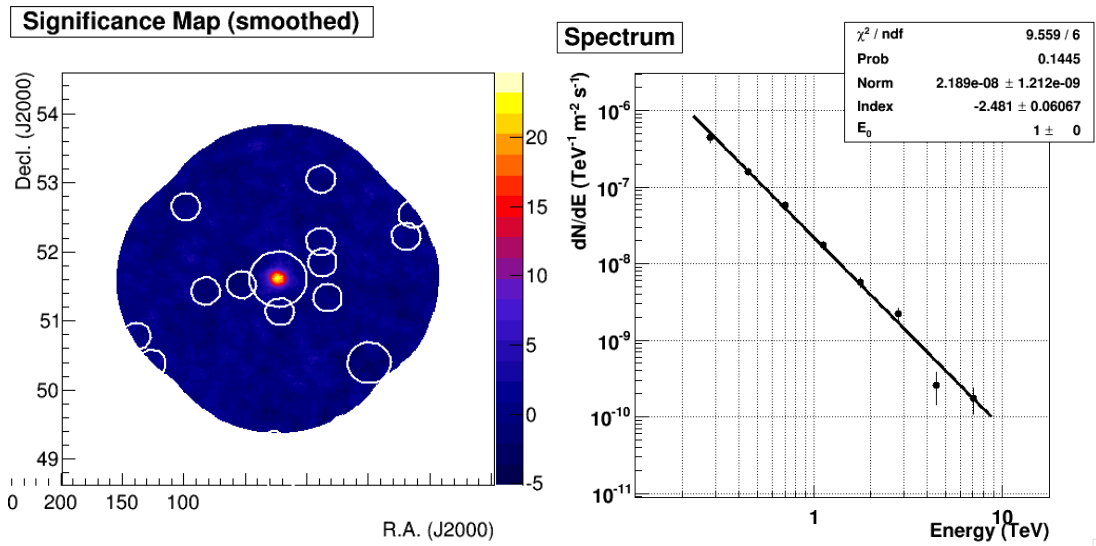 Significance Map (smoothed)
Decl. (J2000)
54
53
52
51
50
49
0 200 150 100
R.A. (J2000)
20
15
10
5
0
-5
Spectrum
χ² / ndf 9.559 / 6
Prob 0.1445
Norm 2.189e-08 ± 1.212e-09
Index -2.481 ± 0.06067
E₀ 1 ± 0
dN/dE (TeV⁻¹ m⁻² s⁻¹)
10⁻⁶
10⁻⁷
10⁻⁸
10⁻⁹
10⁻¹⁰
10⁻¹¹
1 10
Energy (TeV)